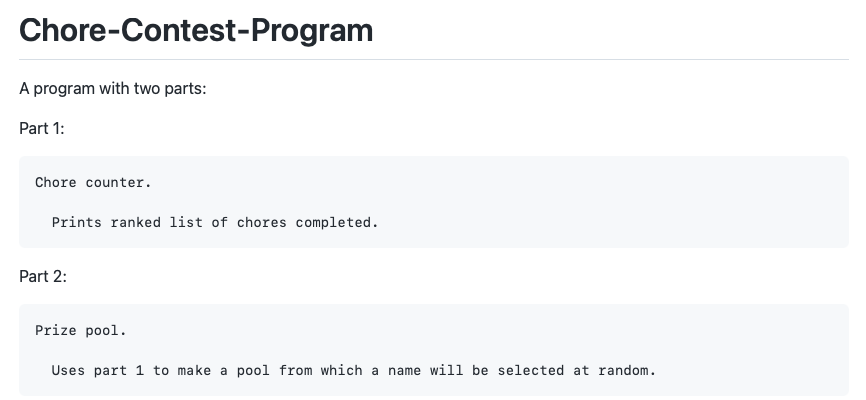 Chore-Contest-Program
A program with two parts:
Part 1:
Chore counter.
Prints ranked list of chores completed.
Part 2:
Prize pool.
Uses part 1 to make a pool from which a name will be selected at random.